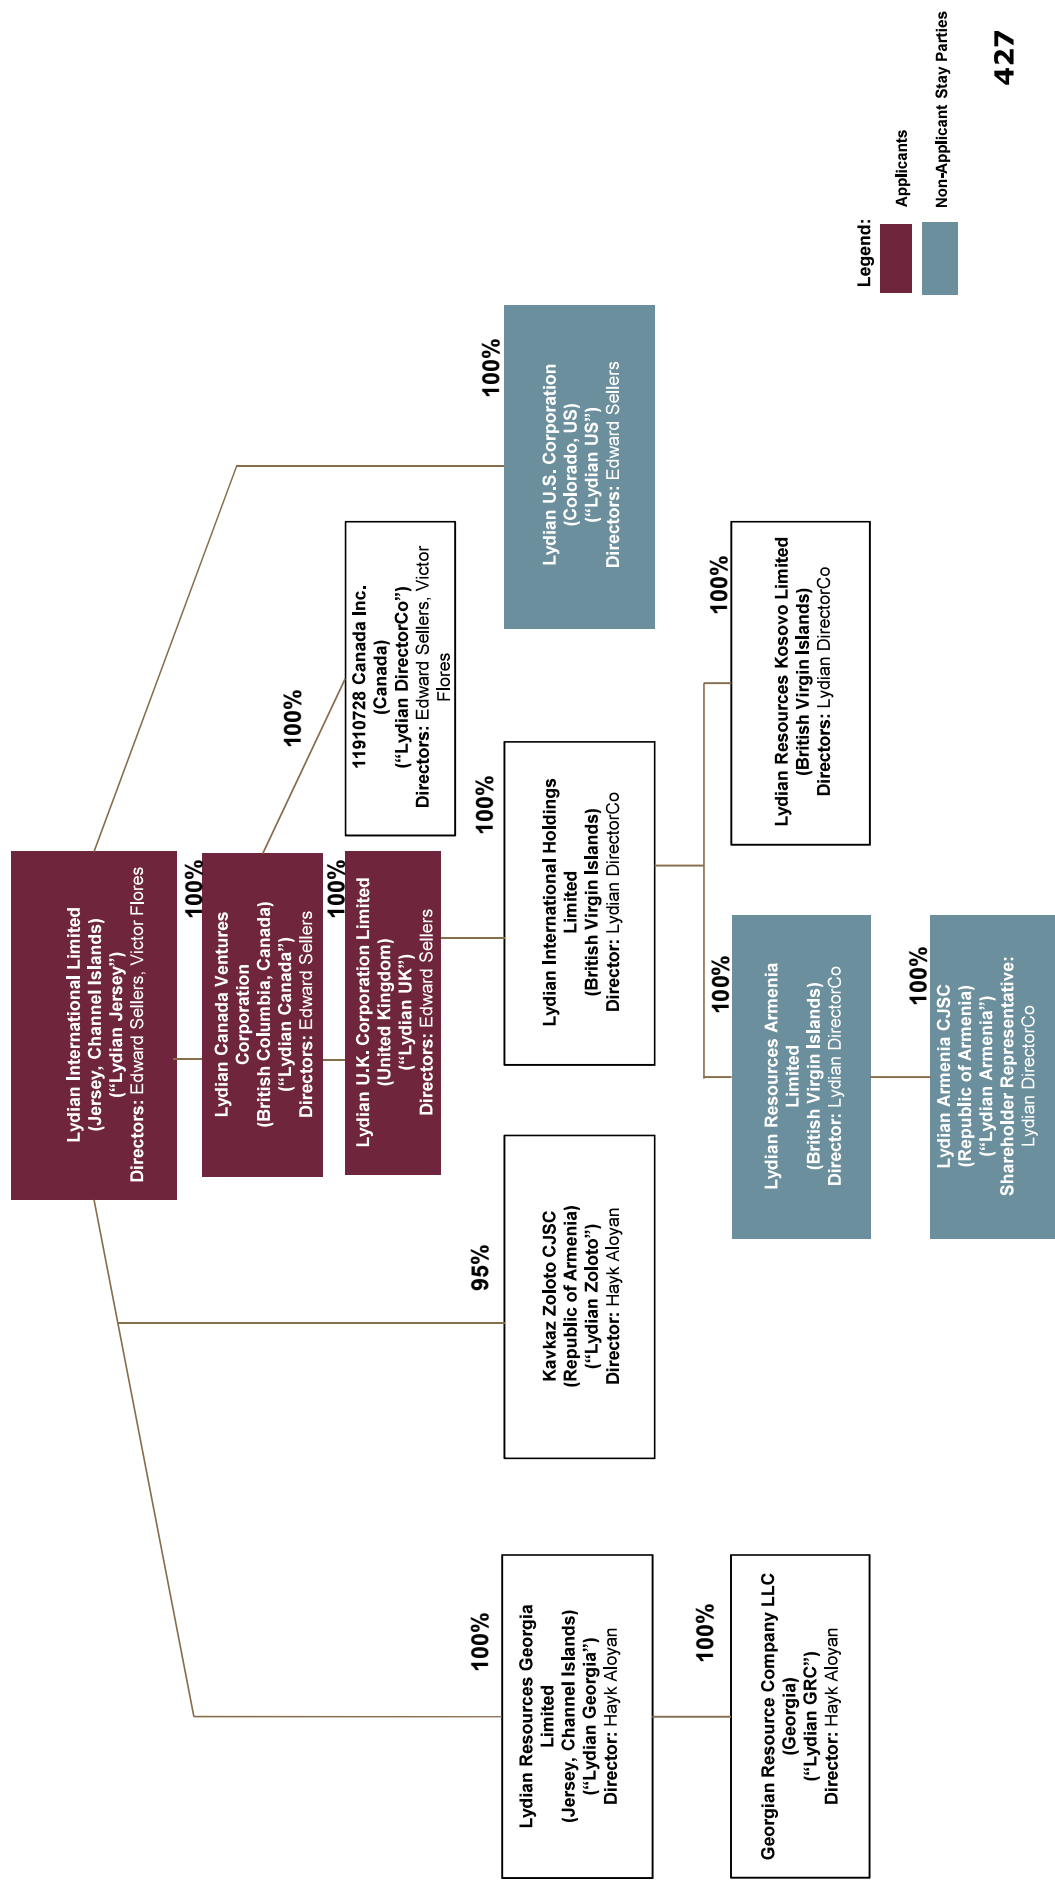 Lydian International Limited
(Jersey, Channel Islands)
(“Lydian Jersey”)
Directors: Edward Sellers, Victor Flores
100%
Lydian Canada Ventures
Corporation
(British Columbia, Canada)
(“Lydian Canada”)
Directors: Edward Sellers
100%
100%
Lydian U.K. Corporation Limited
(United Kingdom)
(“Lydian UK”)
Directors: Edward Sellers
11910728 Canada Inc.
(Canada)
(“Lydian DirectorCo”)
Directors: Edward Sellers, Victor
Flores
100%
Lydian Resources Georgia
Limited
(Jersey, Channel Islands)
(“Lydian Georgia”)
Director: Hayk Aloyan
95%
Kavkaz Zoloto CJSC
(Republic of Armenia)
(“Lydian Zoloto”)
Director: Hayk Aloyan
100%
Lydian International Holdings
Limited
(British Virgin Islands)
Director: Lydian DirectorCo
100%
Lydian U.S. Corporation
(Colorado, US)
(“Lydian US”)
Directors: Edward Sellers
100%
Georgian Resource Company LLC
(Georgia)
(“Lydian GRC”)
Director: Hayk Aloyan
100%
Lydian Resources Armenia
Limited
(British Virgin Islands)
Director: Lydian DirectorCo
100%
Lydian Resources Kosovo Limited
(British Virgin Islands)
Directors: Lydian DirectorCo
100%
Lydian Armenia CJSC
(Republic of Armenia)
(“Lydian Armenia”)
Shareholder Representative:
Lydian DirectorCo
Legend:
Applicants
Non-Applicant Stay Parties
427